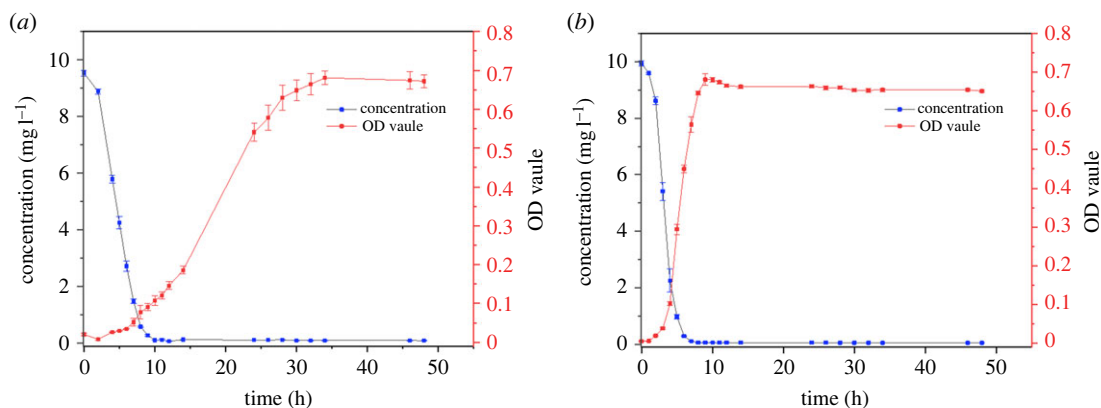 (a)
10
8
6
4
2
0
concentration (mg l⁻¹)
0 10 20 30 40 50
time (h)
0.8
0.7
0.6
0.5
0.4
0.3
0.2
0.1
0
OD vaule
concentration
OD vaule
(b)
10
8
6
4
2
0
concentration (mg l⁻¹)
0 10 20 30 40 50
time (h)
0.8
0.7
0.6
0.5
0.4
0.3
0.2
0.1
0
OD vaule
concentration
OD vaule